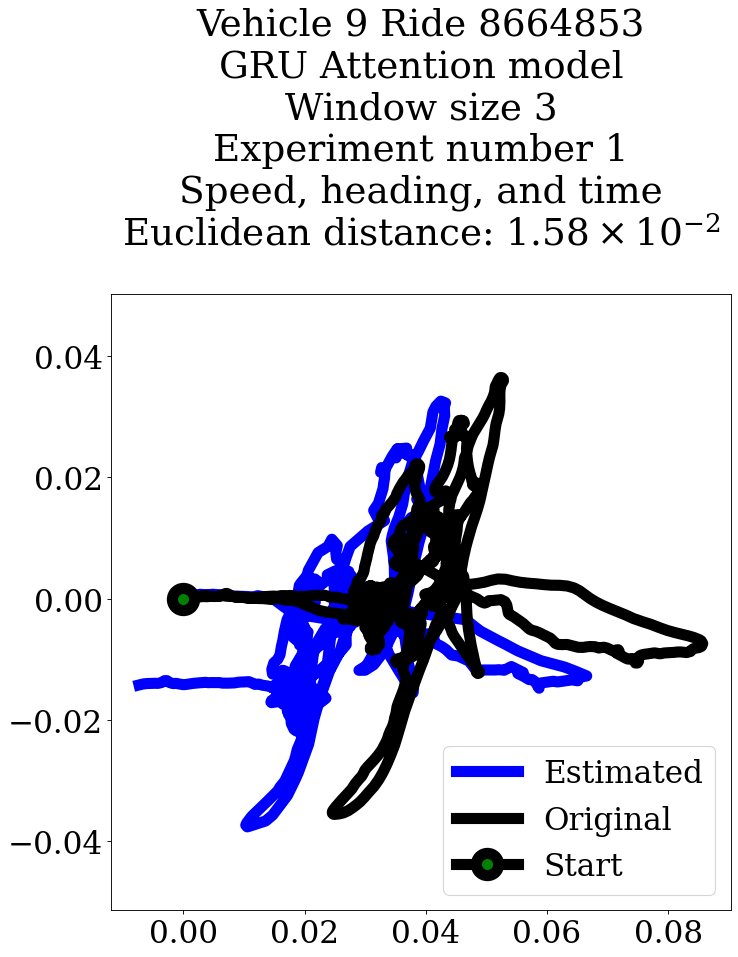 Vehicle 9 Ride 8664853
GRU Attention model
Window size 3
Experiment number 1
Speed, heading, and time
Euclidean distance: 1.58 × 10⁻²
0.04
0.02
0.00
−0.02
−0.04
Estimated
Original
Start
0.00 0.02 0.04 0.06 0.08